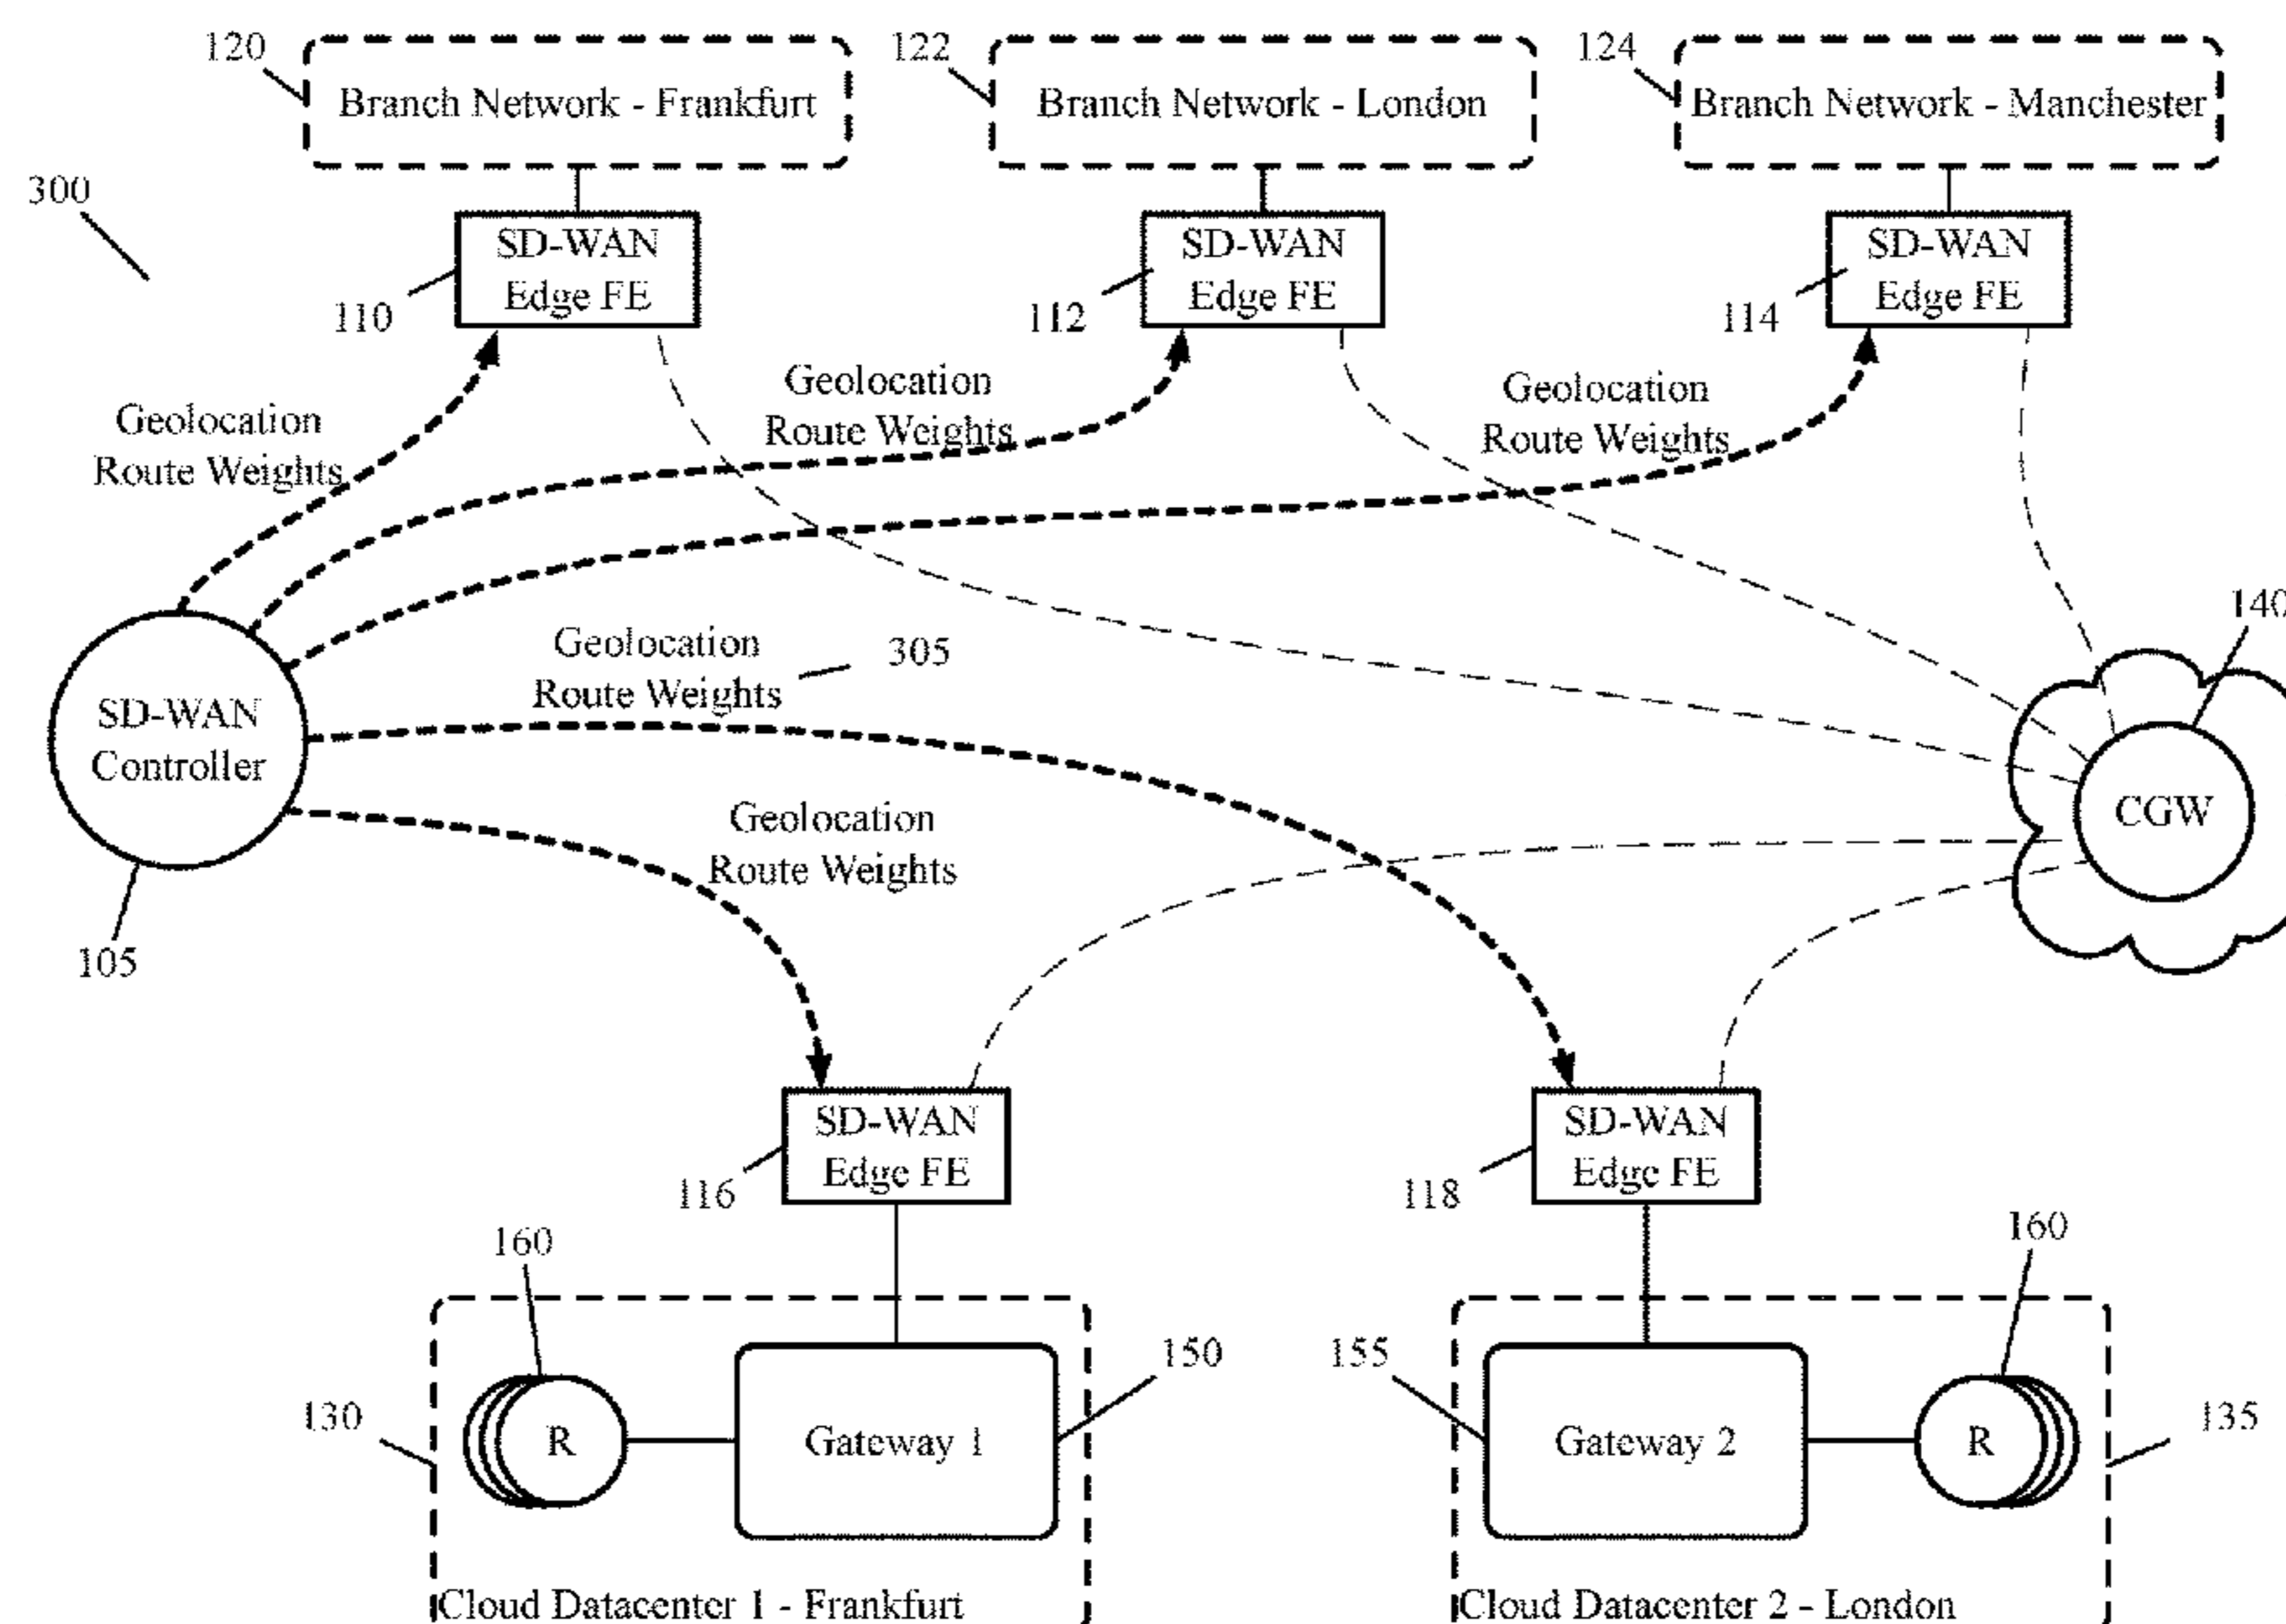 120
Branch Network - Frankfurt
122
Branch Network - London
124
Branch Network - Manchester
300
SD-WAN
Edge FE
110
SD-WAN
Edge FE
112
SD-WAN
Edge FE
114
Geolocation
Route Weights
Geolocation
Route Weights
Geolocation
Route Weights
140
Geolocation
Route Weights
305
SD-WAN
Controller
105
CGW
Geolocation
Route Weights
SD-WAN
Edge FE
116
SD-WAN
Edge FE
118
160
160
130
R
Gateway 1
150
155
Gateway 2
R
135
Cloud Datacenter 1 - Frankfurt
Cloud Datacenter 2 - London